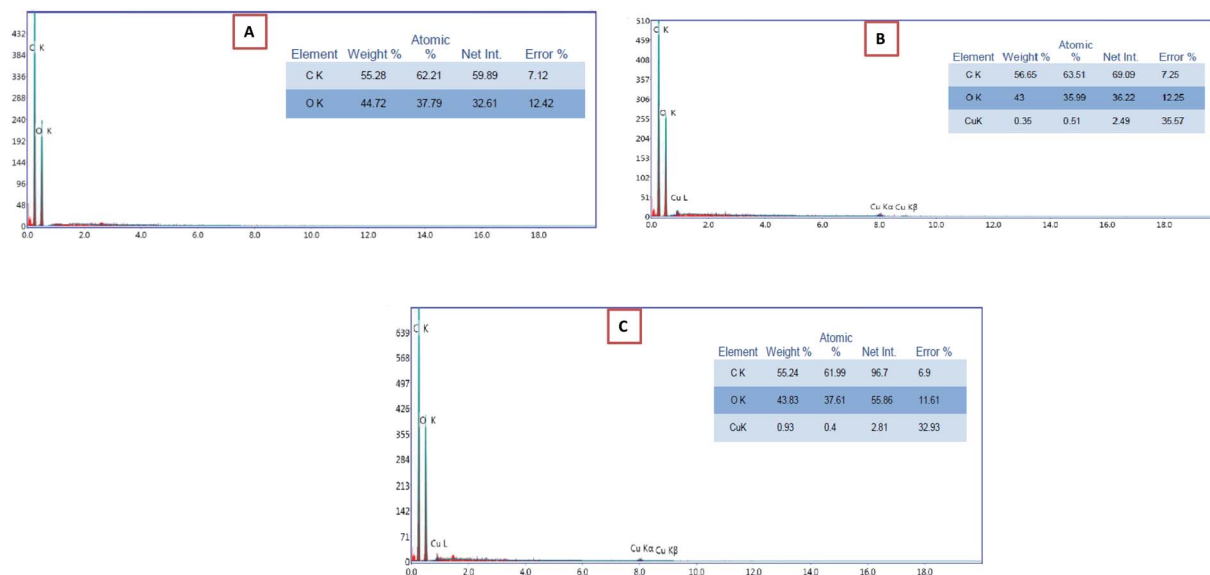 A
432
384
336
288
240
192
144
96
48
0
C K
O K
0.0 2.0 4.0 6.0 8.0 10.0 12.0 14.0 16.0 18.0
Atomic
Element Weight % % Net Int. Error %
C K 55.28 62.21 59.89 7.12
O K 44.72 37.79 32.61 12.42
B
510
459
408
357
306
255
204
153
102
51
0
C K
O K
Cu L
Cu Kα Cu Kβ
0.0 2.0 4.0 6.0 8.0 10.0 12.0 14.0 16.0 18.0
Atomic
Element Weight % % Net Int. Error %
C K 56.65 63.51 69.09 7.25
O K 43 35.99 36.22 12.25
CuK 0.35 0.51 2.49 35.57
C
639
568
497
426
355
284
213
142
71
0
C K
O K
Cu L
Cu Kα Cu Kβ
0.0 2.0 4.0 6.0 8.0 10.0 12.0 14.0 16.0 18.0
Atomic
Element Weight % % Net Int. Error %
C K 55.24 61.99 96.7 6.9
O K 43.83 37.61 55.86 11.61
CuK 0.93 0.4 2.81 32.93